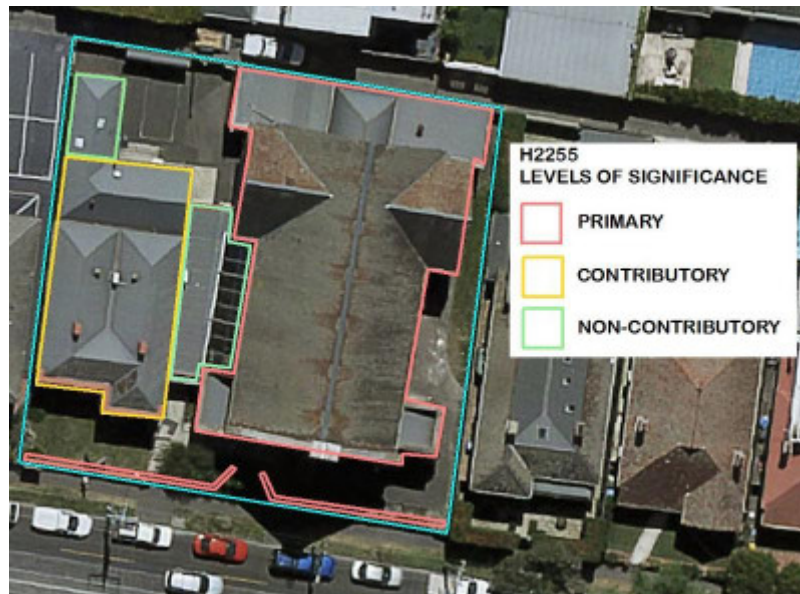 H2255
LEVELS OF SIGNIFICANCE
PRIMARY
CONTRIBUTORY
NON-CONTRIBUTORY